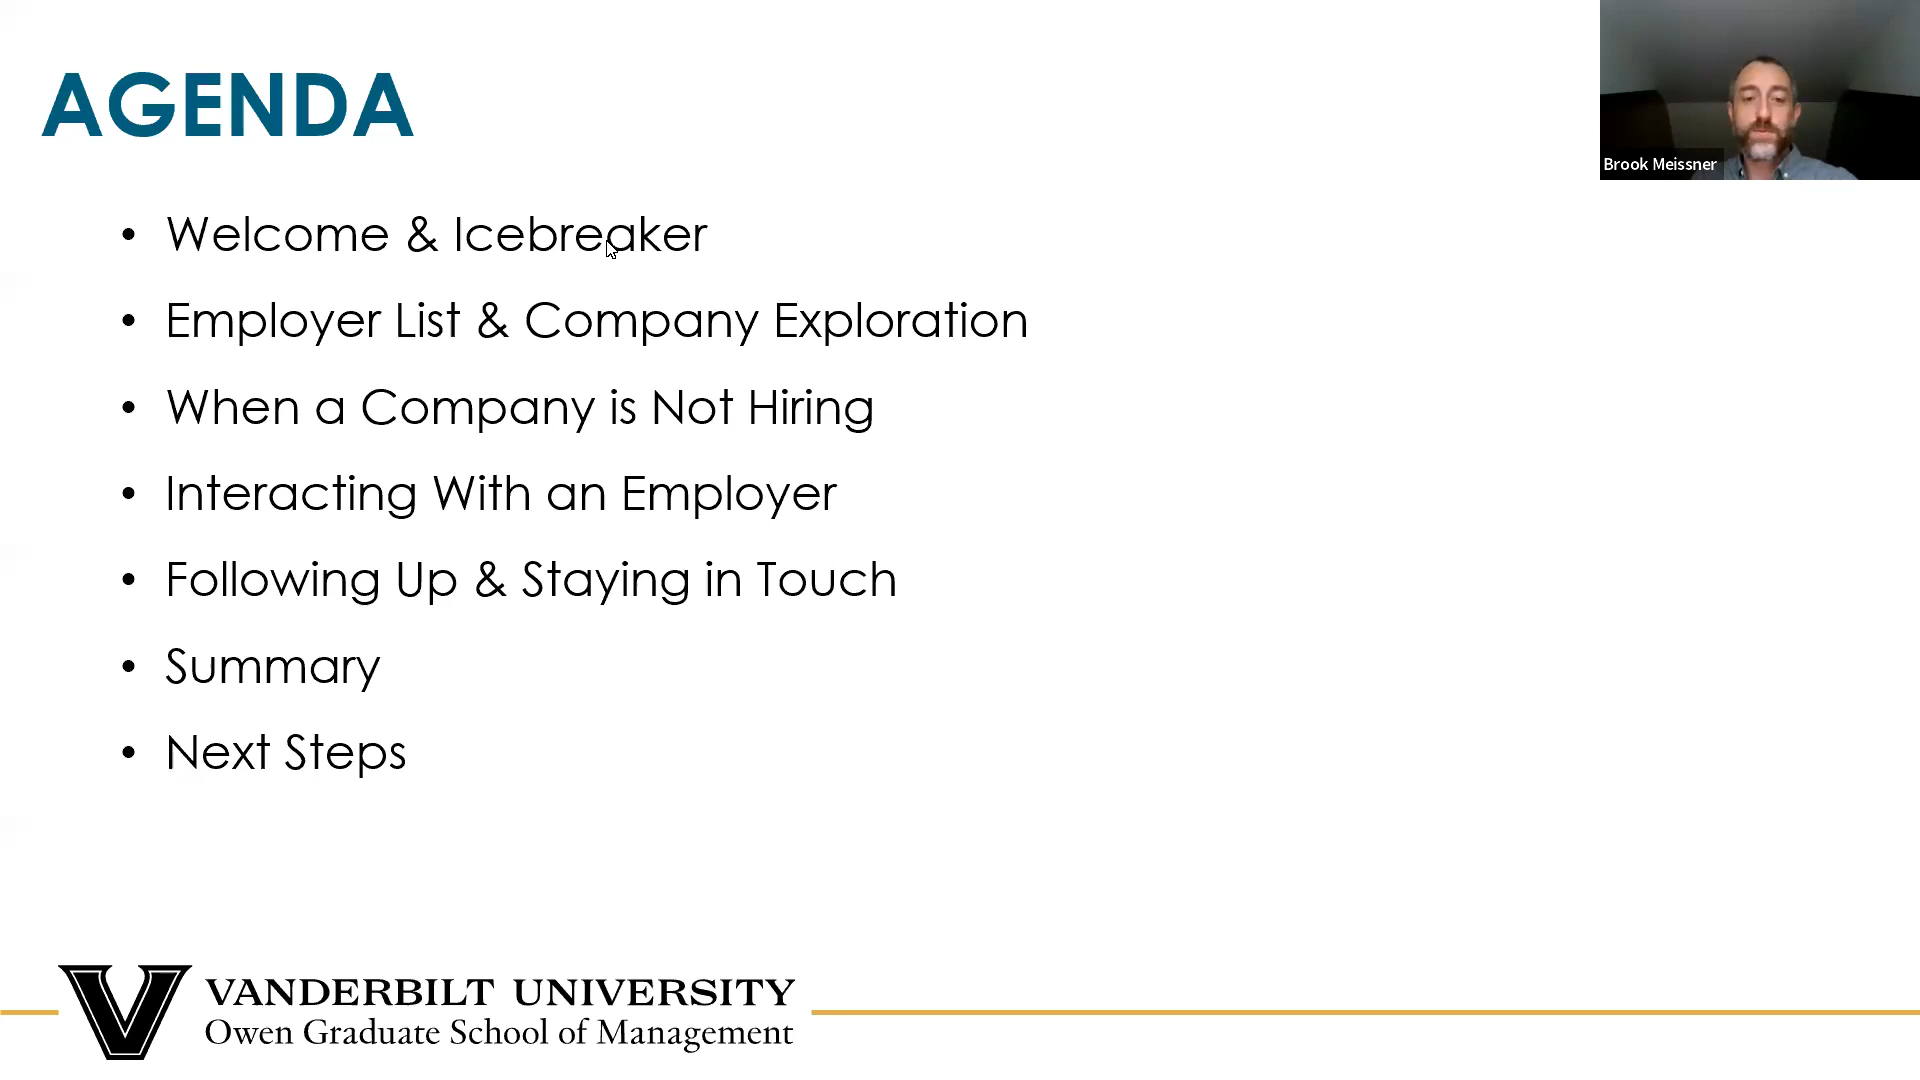 AGENDA
Brook Meissner
• Welcome & Icebreaker
• Employer List & Company Exploration
• When a Company is Not Hiring
• Interacting With an Employer
• Following Up & Staying in Touch
• Summary
• Next Steps
V VANDERBILT UNIVERSITY
Owen Graduate School of Management